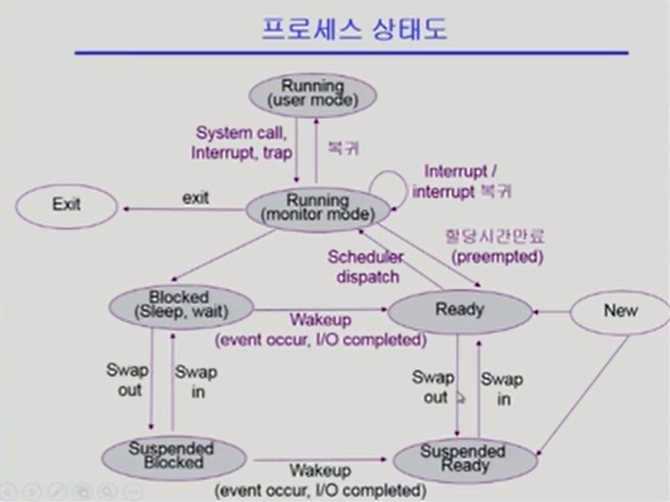 프로세스 상태도
Running
(user mode)
System call,
Interrupt, trap
복귀
Interrupt /
interrupt 복귀
Exit
exit
Running
(monitor mode)
할당시간만료
(preempted)
Scheduler
dispatch
Blocked
(Sleep, wait)
Ready
New
Wakeup
(event occur, I/O completed)
Swap
out
Swap
in
Swap
out
Swap
in
Suspended
Blocked
Suspended
Ready
Wakeup
(event occur, I/O completed)